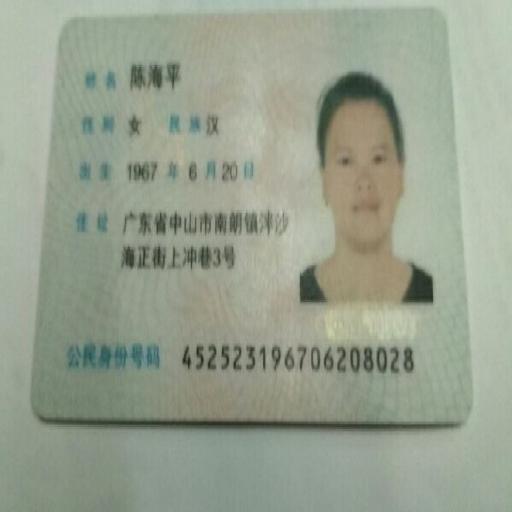 姓名 陈海平
性别 女 民族 汉
出生 1967 年 6 月 20 日
住址 广东省中山市南朗镇泮沙
海正街上冲巷3号
公民身份号码 452523196706208028